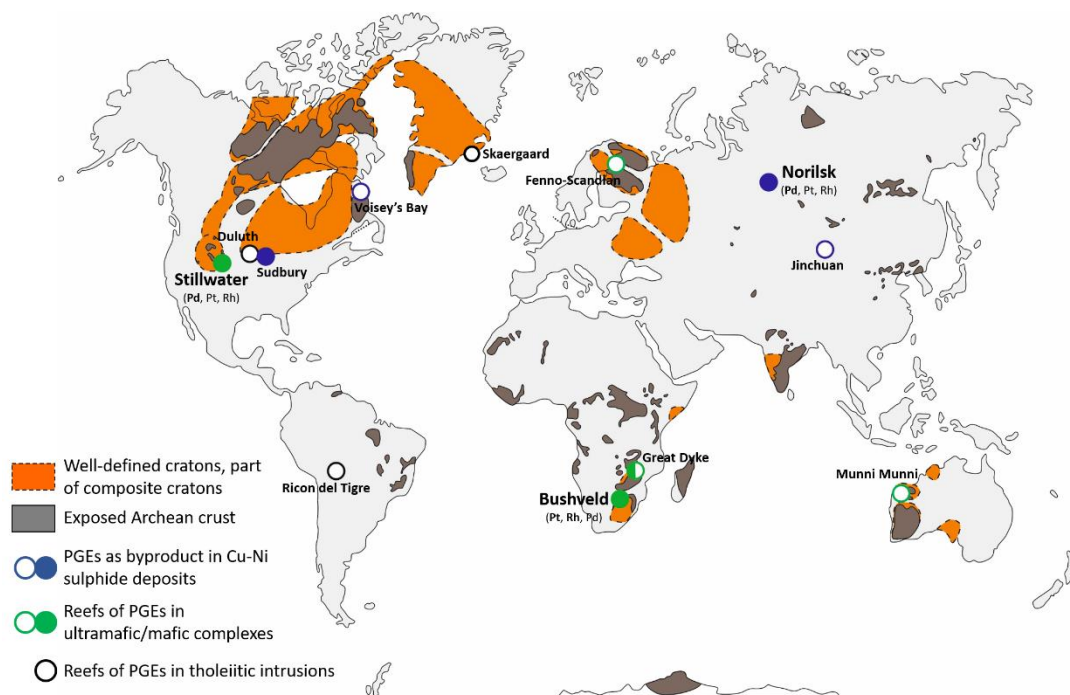 Skaergaard
Fenno-Scandian
Norilsk
(Pd, Pt, Rh)
Voisey's Bay
Duluth
Sudbury
Jinchuan
Stillwater
(Pd, Pt, Rh)
Great Dyke
Munni Munni
Ricon del Tigre
Bushveld
(Pt, Rh, Pd)
Well-defined cratons, part
of composite cratons
Exposed Archean crust
PGEs as byproduct in Cu-Ni
sulphide deposits
Reefs of PGEs in
ultramafic/mafic complexes
Reefs of PGEs in tholeiitic intrusions